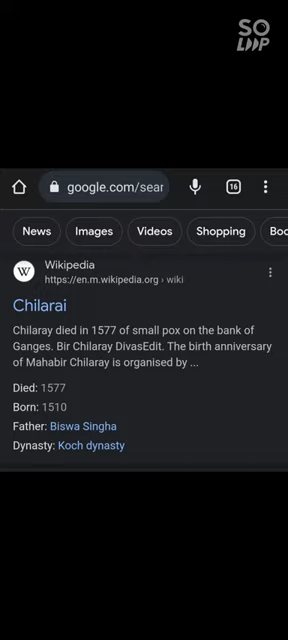 SO
LOOP
google.com/sear
16
News
Images
Videos
Shopping
Boo
W
Wikipedia
https://en.m.wikipedia.org › wiki
Chilarai
Chilaray died in 1577 of small pox on the bank of
Ganges. Bir Chilaray DivasEdit. The birth anniversary
of Mahabir Chilaray is organised by ...
Died: 1577
Born: 1510
Father: Biswa Singha
Dynasty: Koch dynasty